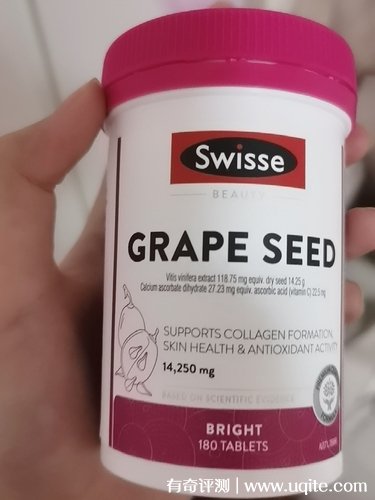 Swisse
BEAUTY
GRAPE SEED
Vitis vinifera extract 118.75 mg equiv. dry seed 14.25 g
Calcium ascorbate dihydrate 27.23 mg equiv. ascorbic acid (vitamin C) 22.5 mg
SUPPORTS COLLAGEN FORMATION,
SKIN HEALTH & ANTIOXIDANT ACTIVITY
14,250 mg
BASED ON SCIENTIFIC EVIDENCE
BRIGHT
180 TABLETS
有奇评测 | www.uqite.com